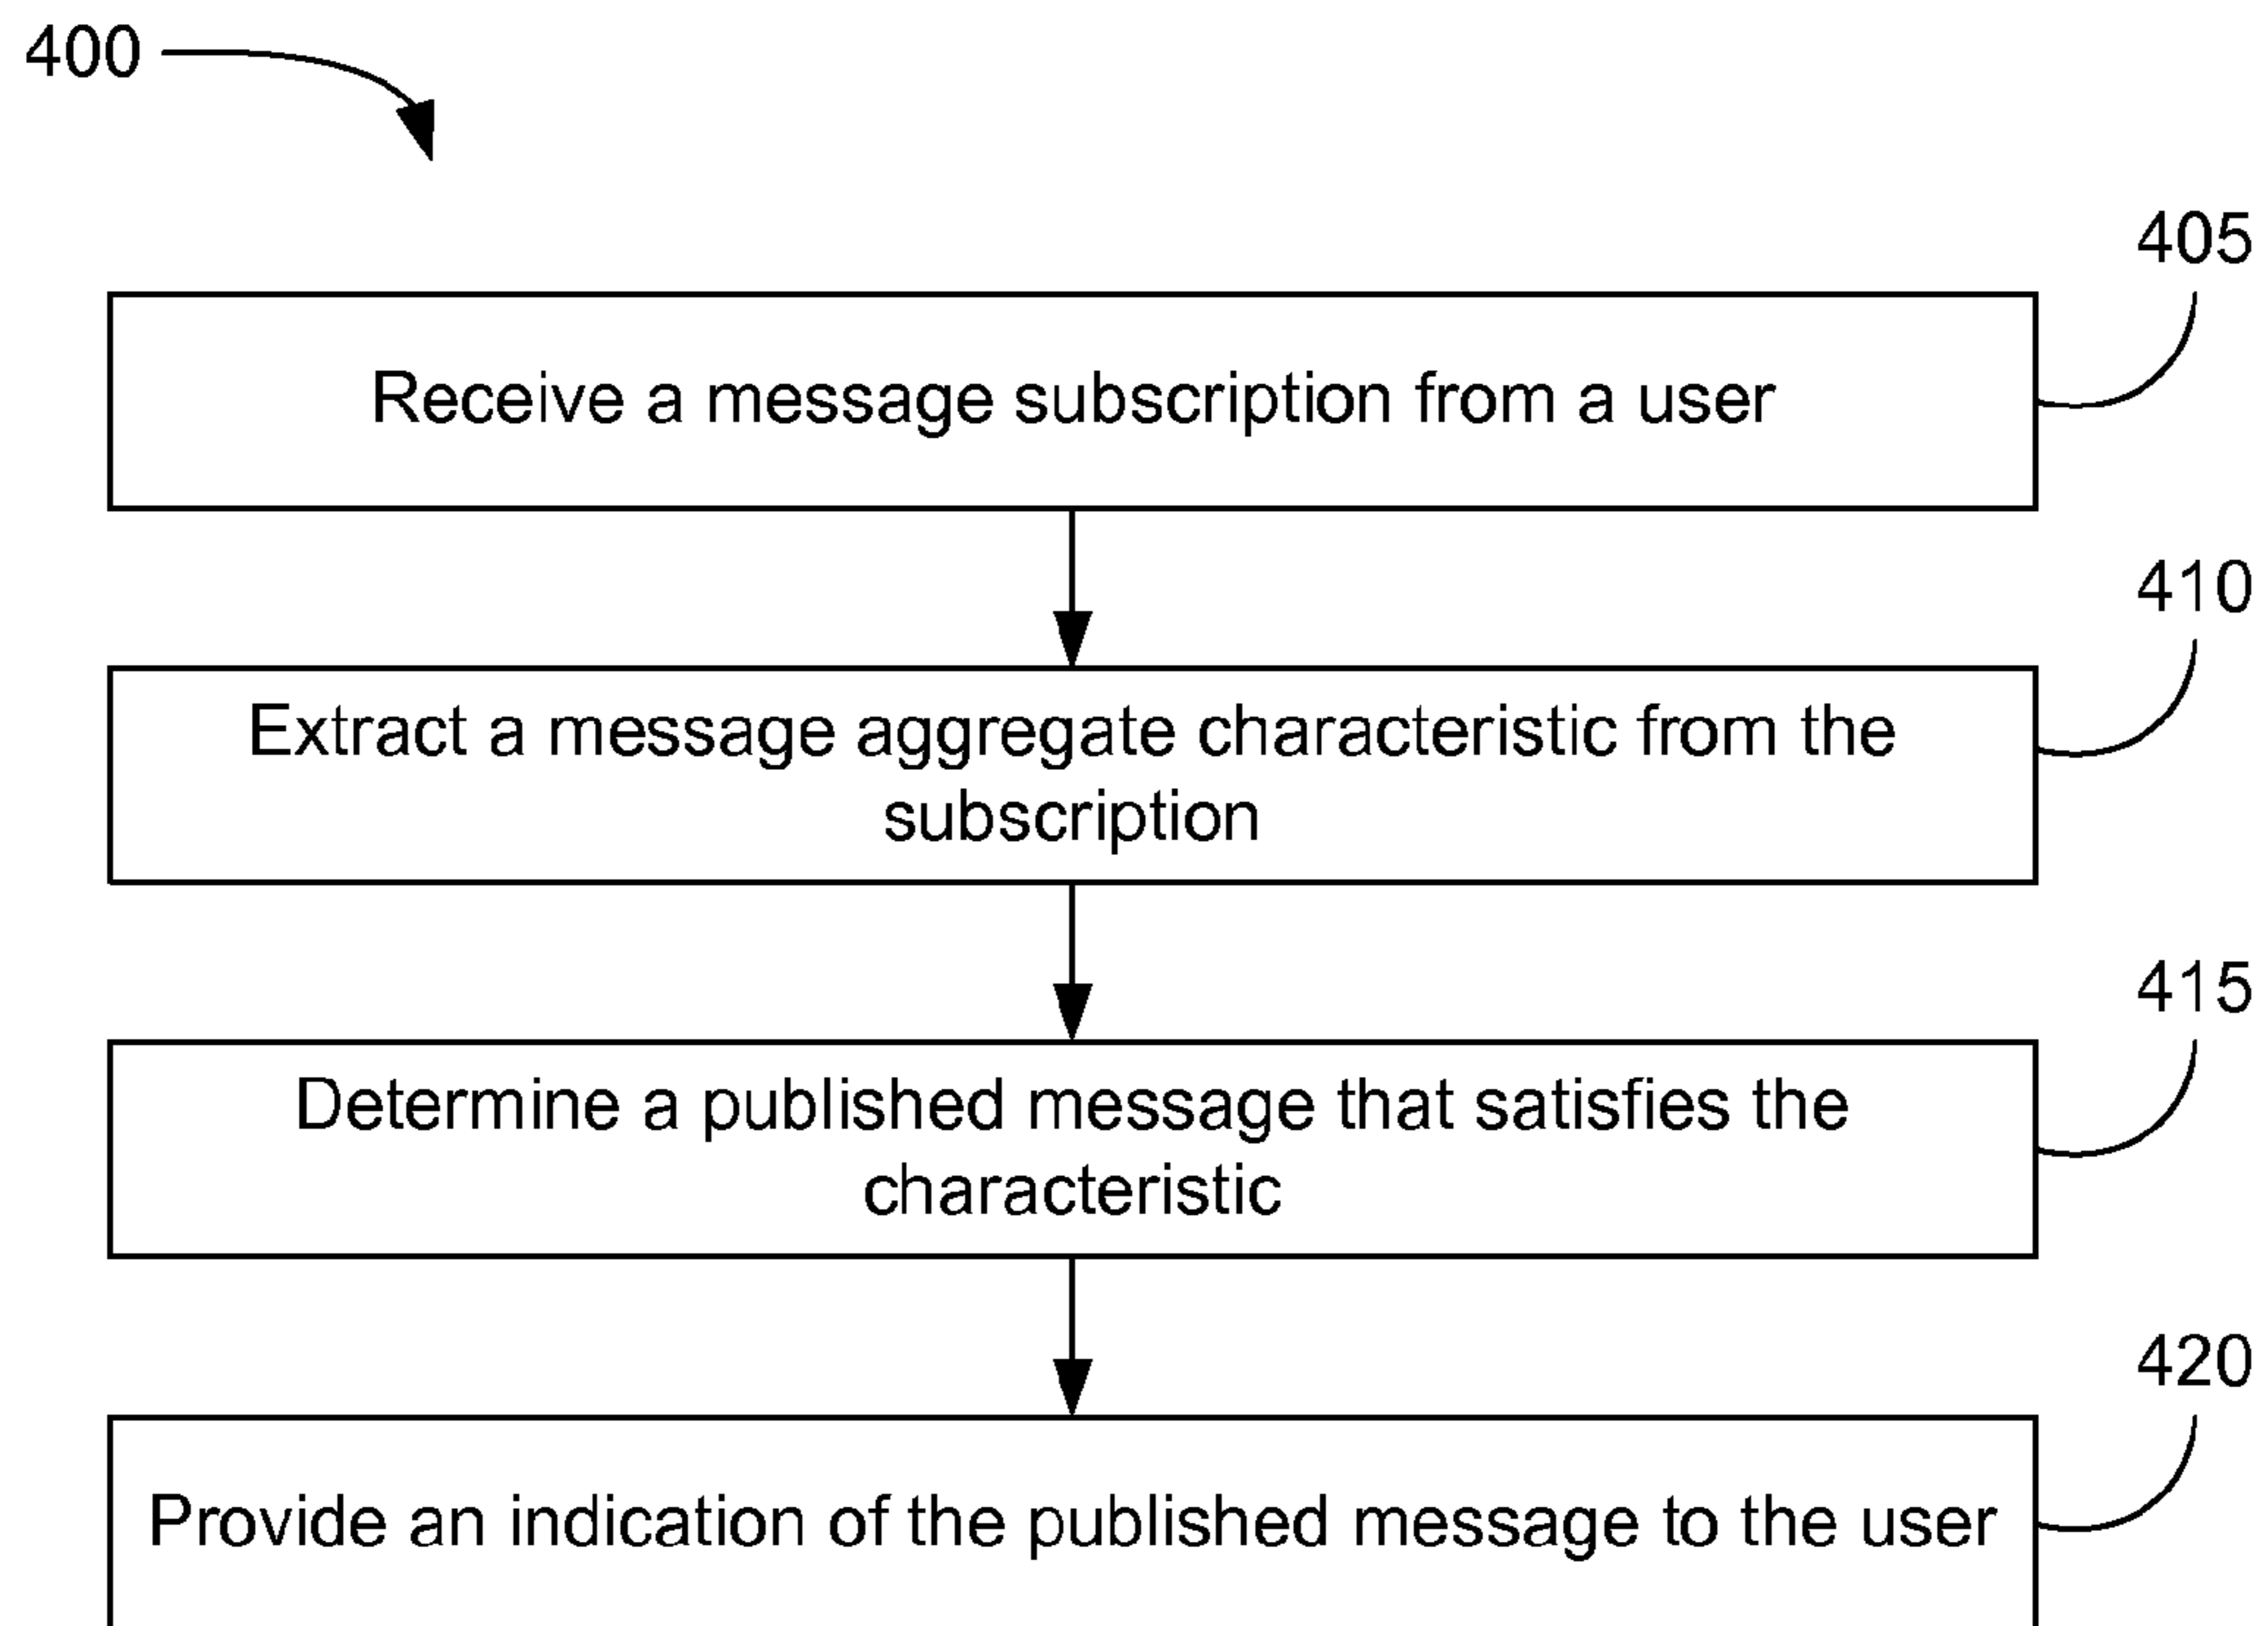 400
405
Receive a message subscription from a user
410
Extract a message aggregate characteristic from the
subscription
415
Determine a published message that satisfies the
characteristic
420
Provide an indication of the published message to the user